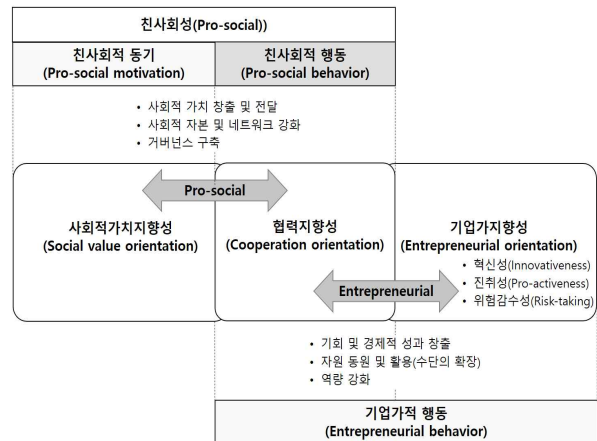 친사회성(Pro-social))
친사회적 동기
(Pro-social motivation)
친사회적 행동
(Pro-social behavior)
• 사회적 가치 창출 및 전달
• 사회적 자본 및 네트워크 강화
• 거버넌스 구축
Pro-social
사회적가치지향성
(Social value orientation)
협력지향성
(Cooperation orientation)
기업가지향성
(Entrepreneurial orientation)
• 혁신성(Innovativeness)
• 진취성(Pro-activeness)
• 위험감수성(Risk-taking)
Entrepreneurial
• 기회 및 경제적 성과 창출
• 자원 동원 및 활용(수단의 확장)
• 역량 강화
기업가적 행동
(Entrepreneurial behavior)